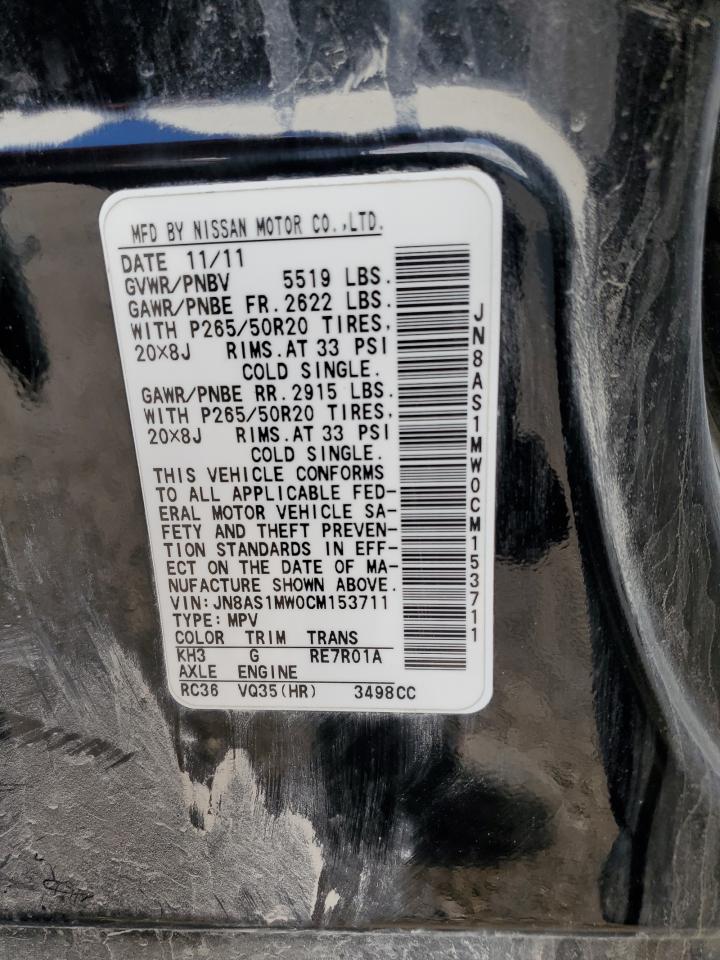 MFD BY NISSAN MOTOR CO.,LTD.
DATE 11/11
GVWR/PNBV 5519 LBS.
GAWR/PNBE FR.2622 LBS.
WITH P265/50R20 TIRES,
20×8J RIMS.AT 33 PSI
COLD SINGLE.
GAWR/PNBE RR.2915 LBS.
WITH P265/50R20 TIRES,
20×8J RIMS.AT 33 PSI
COLD SINGLE.
THIS VEHICLE CONFORMS
TO ALL APPLICABLE FED-
ERAL MOTOR VEHICLE SA-
FETY AND THEFT PREVEN-
TION STANDARDS IN EFF-
ECT ON THE DATE OF MA-
NUFACTURE SHOWN ABOVE.
VIN:JN8AS1MW0CM153711
TYPE:MPV
COLOR TRIM TRANS
KH3 G RE7R01A
AXLE ENGINE
RC36 VQ35(HR) 3498CC
JN8AS1MW0CM153711